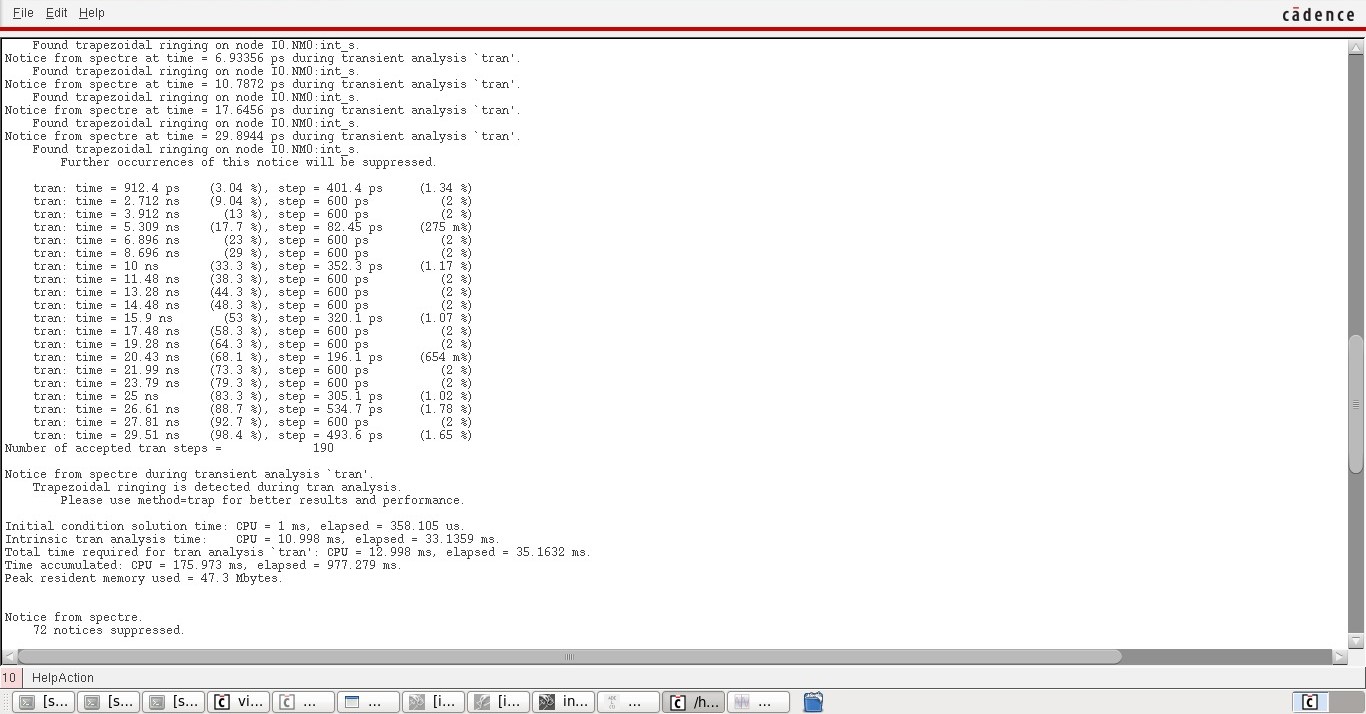 File Edit Help
cādence
Found trapezoidal ringing on node I0.NM0:int_s.
Notice from spectre at time = 6.93356 ps during transient analysis `tran'.
Found trapezoidal ringing on node I0.NM0:int_s.
Notice from spectre at time = 10.7872 ps during transient analysis `tran'.
Found trapezoidal ringing on node I0.NM0:int_s.
Notice from spectre at time = 17.6456 ps during transient analysis `tran'.
Found trapezoidal ringing on node I0.NM0:int_s.
Notice from spectre at time = 29.8944 ps during transient analysis `tran'.
Found trapezoidal ringing on node I0.NM0:int_s.
Further occurrences of this notice will be suppressed.
tran: time = 912.4 ps (3.04 %), step = 401.4 ps (1.34 %)
tran: time = 2.712 ns (9.04 %), step = 600 ps (2 %)
tran: time = 3.912 ns (13 %), step = 600 ps (2 %)
tran: time = 5.309 ns (17.7 %), step = 82.45 ps (275 m%)
tran: time = 6.896 ns (23 %), step = 600 ps (2 %)
tran: time = 8.696 ns (29 %), step = 600 ps (2 %)
tran: time = 10 ns (33.3 %), step = 352.3 ps (1.17 %)
tran: time = 11.48 ns (38.3 %), step = 600 ps (2 %)
tran: time = 13.28 ns (44.3 %), step = 600 ps (2 %)
tran: time = 14.48 ns (48.3 %), step = 600 ps (2 %)
tran: time = 15.9 ns (53 %), step = 320.1 ps (1.07 %)
tran: time = 17.48 ns (58.3 %), step = 600 ps (2 %)
tran: time = 19.28 ns (64.3 %), step = 600 ps (2 %)
tran: time = 20.43 ns (68.1 %), step = 196.1 ps (654 m%)
tran: time = 21.99 ns (73.3 %), step = 600 ps (2 %)
tran: time = 23.79 ns (79.3 %), step = 600 ps (2 %)
tran: time = 25 ns (83.3 %), step = 305.1 ps (1.02 %)
tran: time = 26.61 ns (88.7 %), step = 534.7 ps (1.78 %)
tran: time = 27.81 ns (92.7 %), step = 600 ps (2 %)
tran: time = 29.51 ns (98.4 %), step = 493.6 ps (1.65 %)
Number of accepted tran steps = 190
Notice from spectre during transient analysis `tran'.
Trapezoidal ringing is detected during tran analysis.
Please use method=trap for better results and performance.
Initial condition solution time: CPU = 1 ms, elapsed = 358.105 us.
Intrinsic tran analysis time: CPU = 10.998 ms, elapsed = 33.1359 ms.
Total time required for tran analysis `tran': CPU = 12.998 ms, elapsed = 35.1632 ms.
Time accumulated: CPU = 175.973 ms, elapsed = 977.279 ms.
Peak resident memory used = 47.3 Mbytes.
Notice from spectre.
72 notices suppressed.
10 HelpAction
[s... [s... [s... vi... ... ... [i... [i... in... ... /h... ...